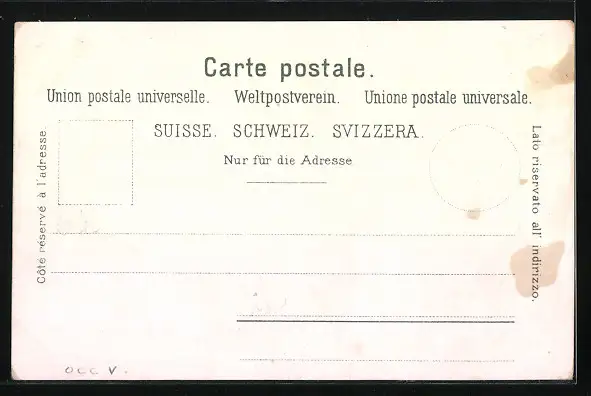 Carte postale.
Union postale universelle. Weltpostverein. Unione postale universale.
SUISSE. SCHWEIZ. SVIZZERA.
Nur für die Adresse
Côté réservé à l'adresse.
Lato riservato all' indirizzo.
occ V.